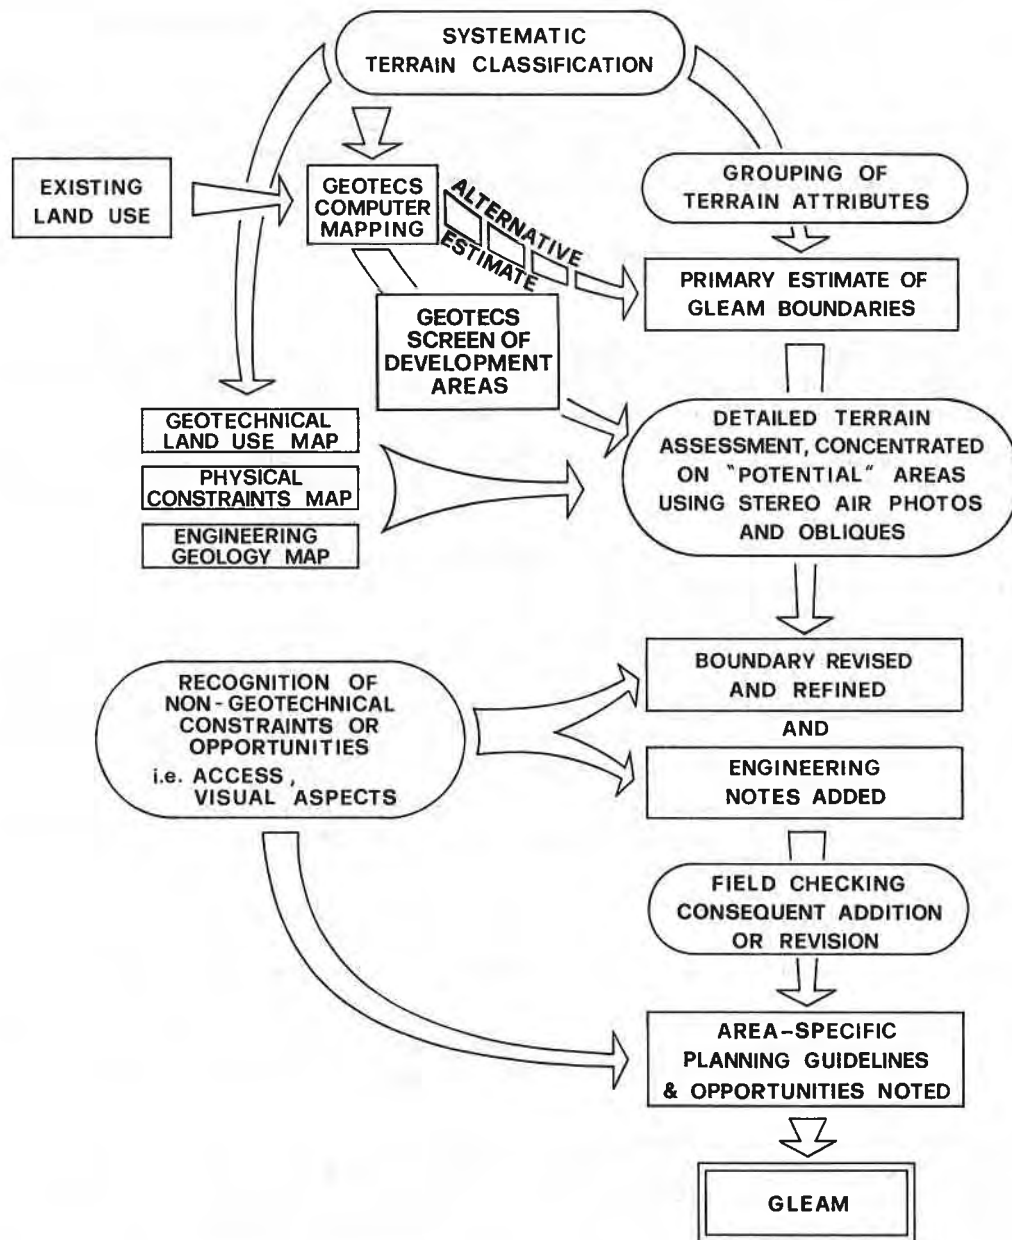 SYSTEMATIC
TERRAIN CLASSIFICATION
EXISTING
LAND USE
GEOTECS
COMPUTER
MAPPING
ALTERNATIVE
ESTIMATE
GROUPING OF
TERRAIN ATTRIBUTES
PRIMARY ESTIMATE OF
GLEAM BOUNDARIES
GEOTECS
SCREEN OF
DEVELOPMENT
AREAS
GEOTECHNICAL
LAND USE MAP
PHYSICAL
CONSTRAINTS MAP
ENGINEERING
GEOLOGY MAP
DETAILED TERRAIN
ASSESSMENT, CONCENTRATED
ON "POTENTIAL" AREAS
USING STEREO AIR PHOTOS
AND OBLIQUES
RECOGNITION OF
NON-GEOTECHNICAL
CONSTRAINTS OR
OPPORTUNITIES
i.e. ACCESS,
VISUAL ASPECTS
BOUNDARY REVISED
AND REFINED
AND
ENGINEERING
NOTES ADDED
FIELD CHECKING
CONSEQUENT ADDITION
OR REVISION
AREA-SPECIFIC
PLANNING GUIDELINES
& OPPORTUNITIES NOTED
GLEAM